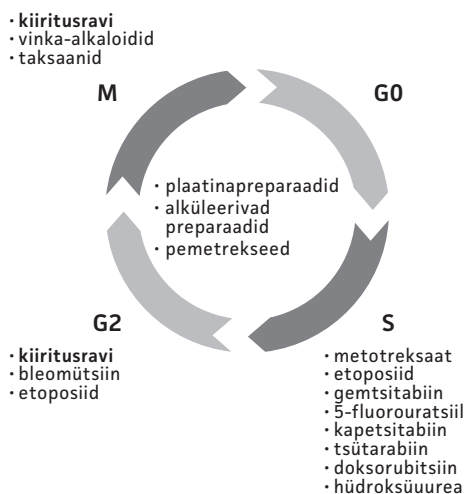 · kiiritusravi
· vinka-alkaloidid
· taksaanid
M
G0
· plaatinapreparaadid
· alküleerivad
preparaadid
· pemetrekseed
G2
· kiiritusravi
· bleomütsiin
· etoposiid
S
· metotreksaat
· etoposiid
· gemtsitabiin
· 5-fluorouratsiil
· kapetsitabiin
· tsütarabiin
· doksorubitsiin
· hüdroksüuurea